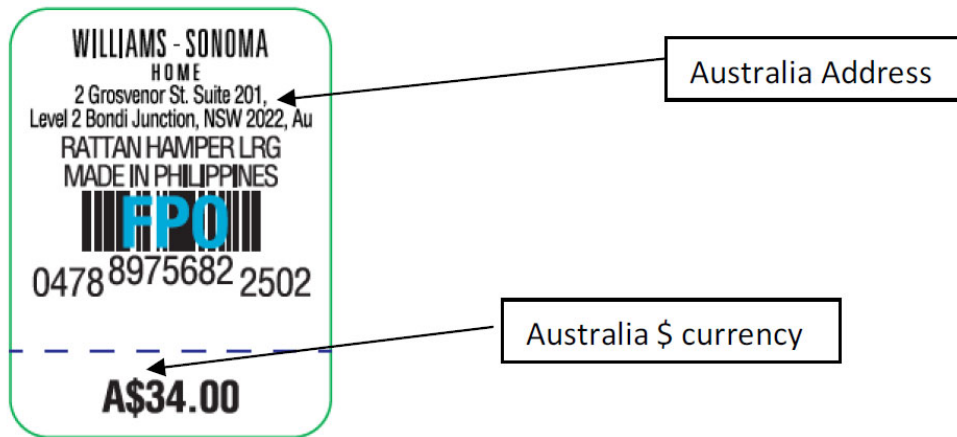 WILLIAMS - SONOMA
HOME
2 Grosvenor St. Suite 201,
Level 2 Bondi Junction, NSW 2022, Au
RATTAN HAMPER LRG
MADE IN PHILIPPINES
FPO
0478 8975682 2502
A$34.00
Australia Address
Australia $ currency